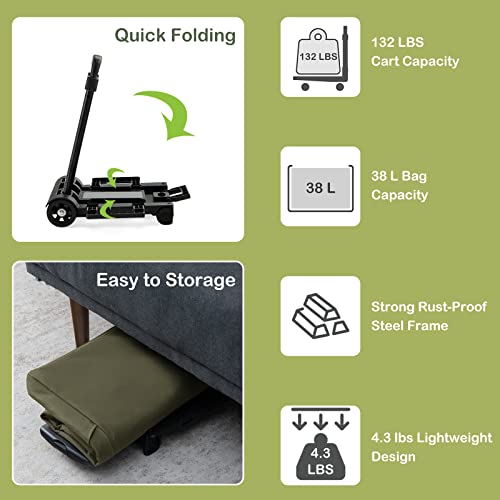 Quick Folding
132 LBS
132 LBS
Cart Capacity
38 L
38 L Bag
Capacity
Easy to Storage
Strong Rust-Proof
Steel Frame
4.3
LBS
4.3 lbs Lightweight
Design